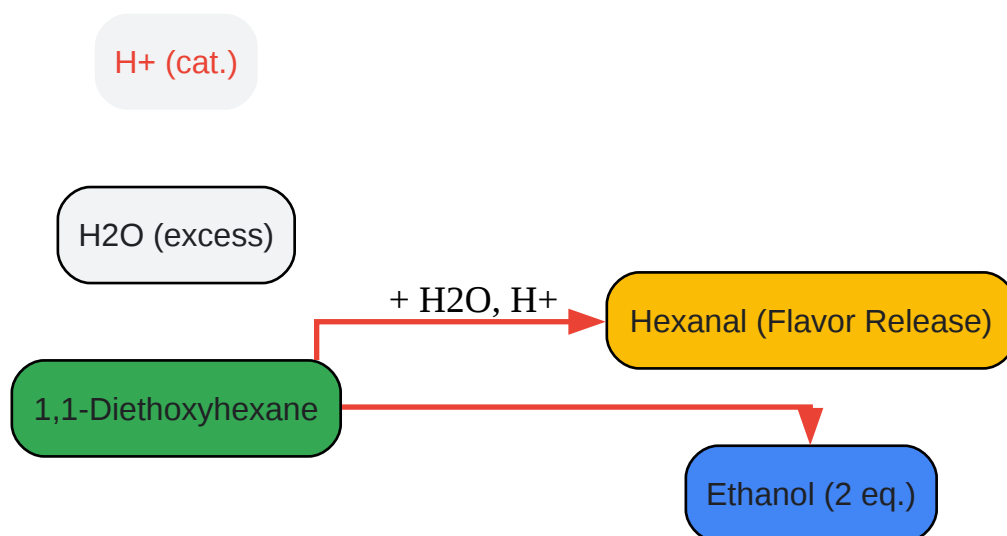 H+ (cat.)
H2O (excess)
+ H2O, H+
Hexanal (Flavor Release)
1,1-Diethoxyhexane
Ethanol (2 eq.)